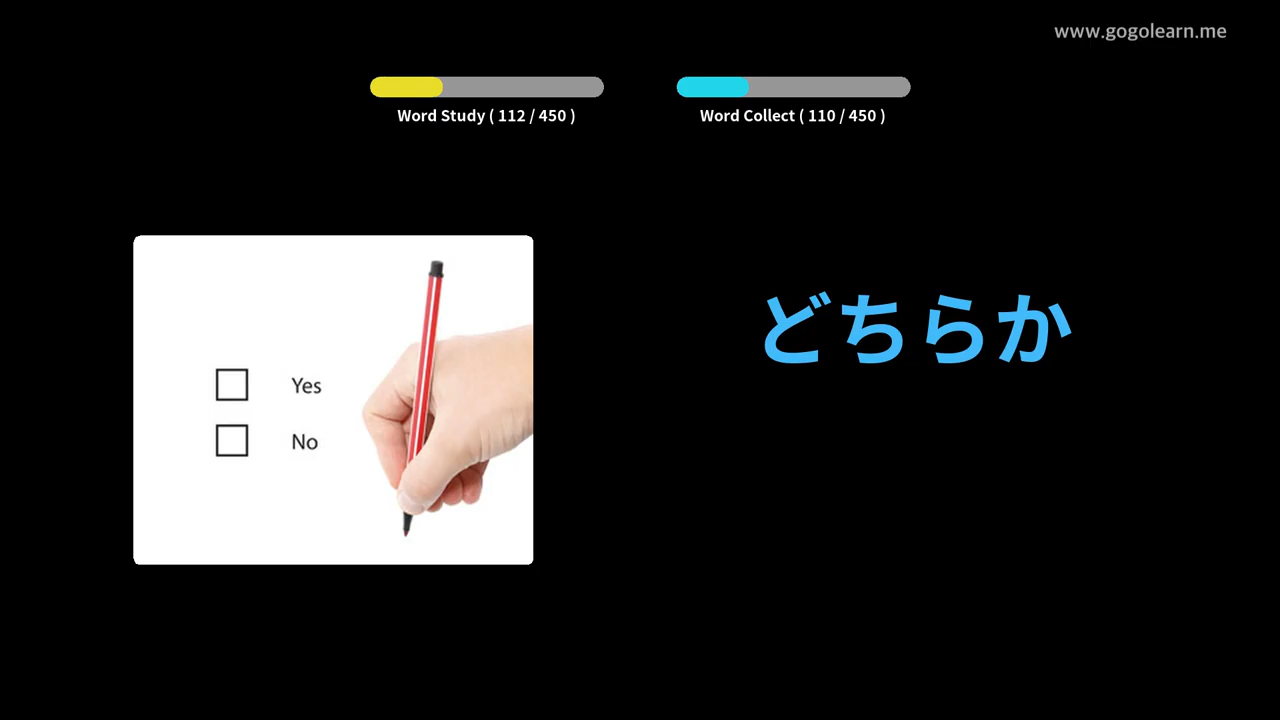 www.gogolearn.me
Word Study ( 112 / 450 )
Word Collect ( 110 / 450 )
Yes
No
どちらか